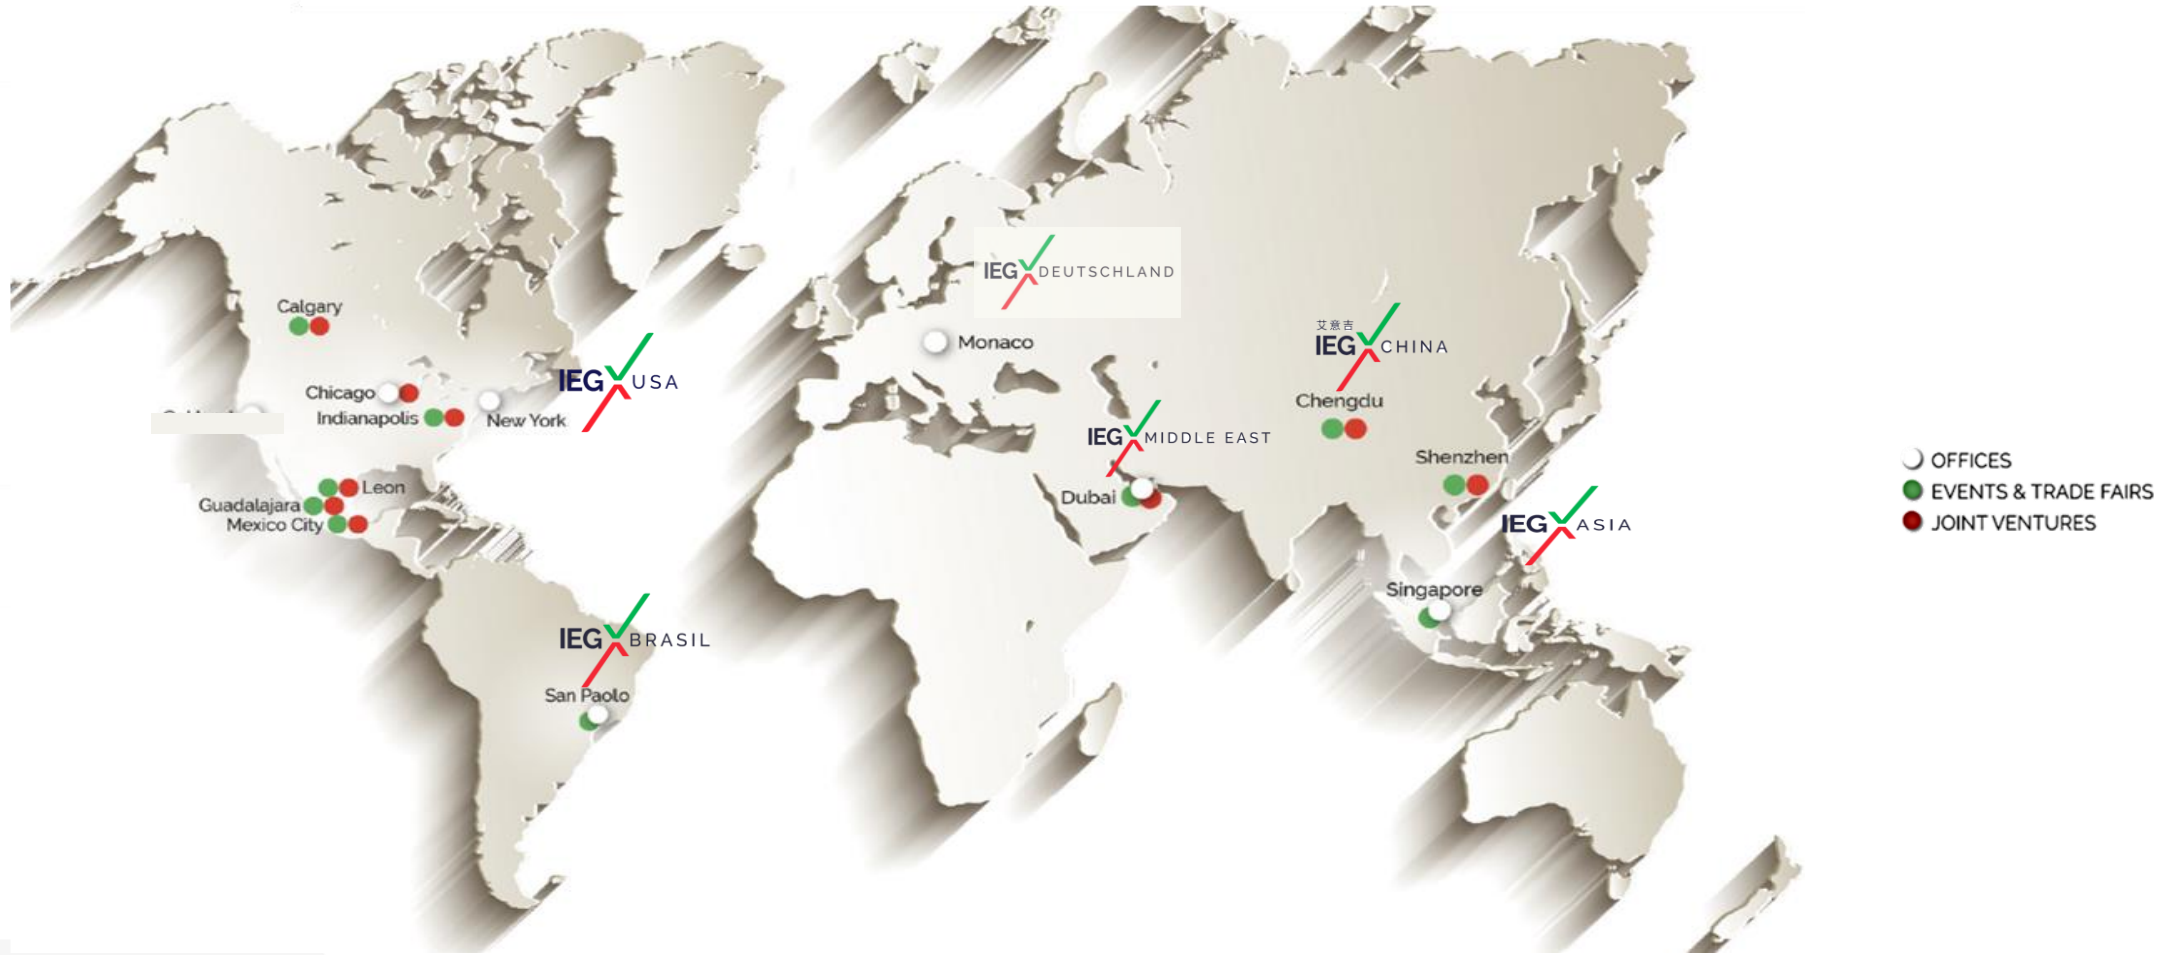 IEG DEUTSCHLAND
Calgary
艾意吉
IEG CHINA
Monaco
IEG USA
Chicago
Indianapolis
New York
Chengdu
IEG MIDDLE EAST
Shenzhen
OFFICES
EVENTS & TRADE FAIRS
JOINT VENTURES
Leon
Guadalajara
Mexico City
Dubai
IEG ASIA
Singapore
IEG BRASIL
San Paolo